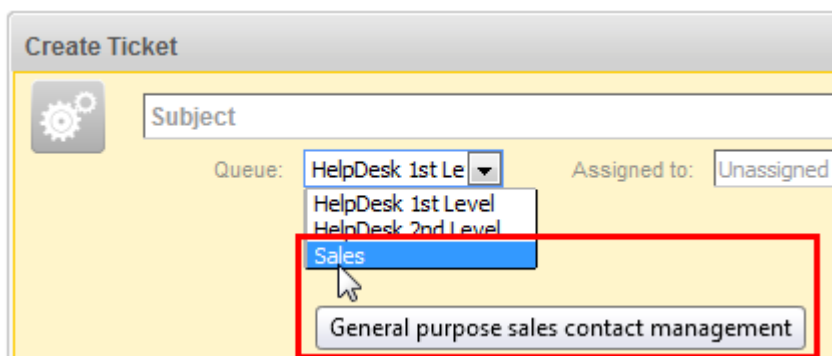 Create Ticket
Subject
Queue: HelpDesk 1st Le Assigned to: Unassigned
HelpDesk 1st Level
HelpDesk 2nd Level
Sales
General purpose sales contact management